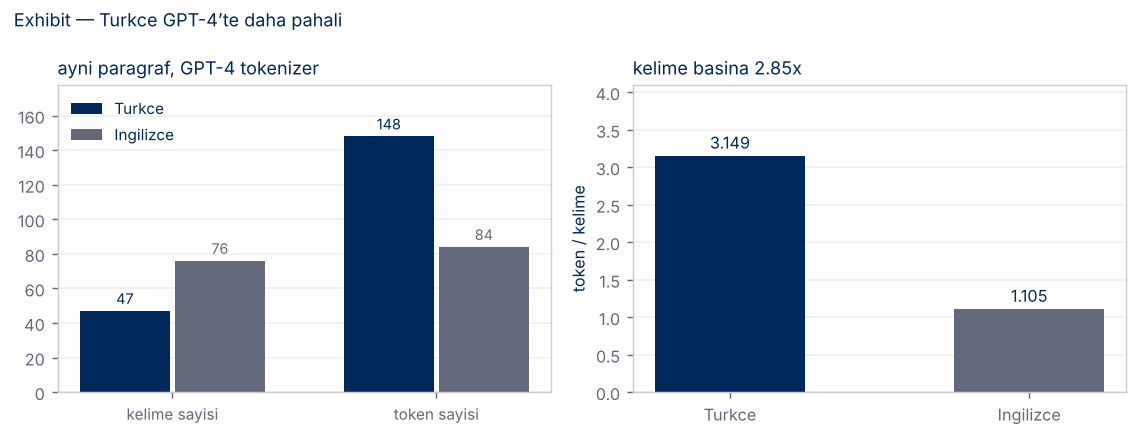 Exhibit — Turkce GPT-4’te daha pahali
ayni paragraf, GPT-4 tokenizer
Turkce
Ingilizce
160
140
120
100
80
60
40
20
0
47
76
148
84
kelime sayisi
token sayisi
kelime basina 2.85x
token / kelime
4.0
3.5
3.0
2.5
2.0
1.5
1.0
0.5
0.0
3.149
1.105
Turkce
Ingilizce